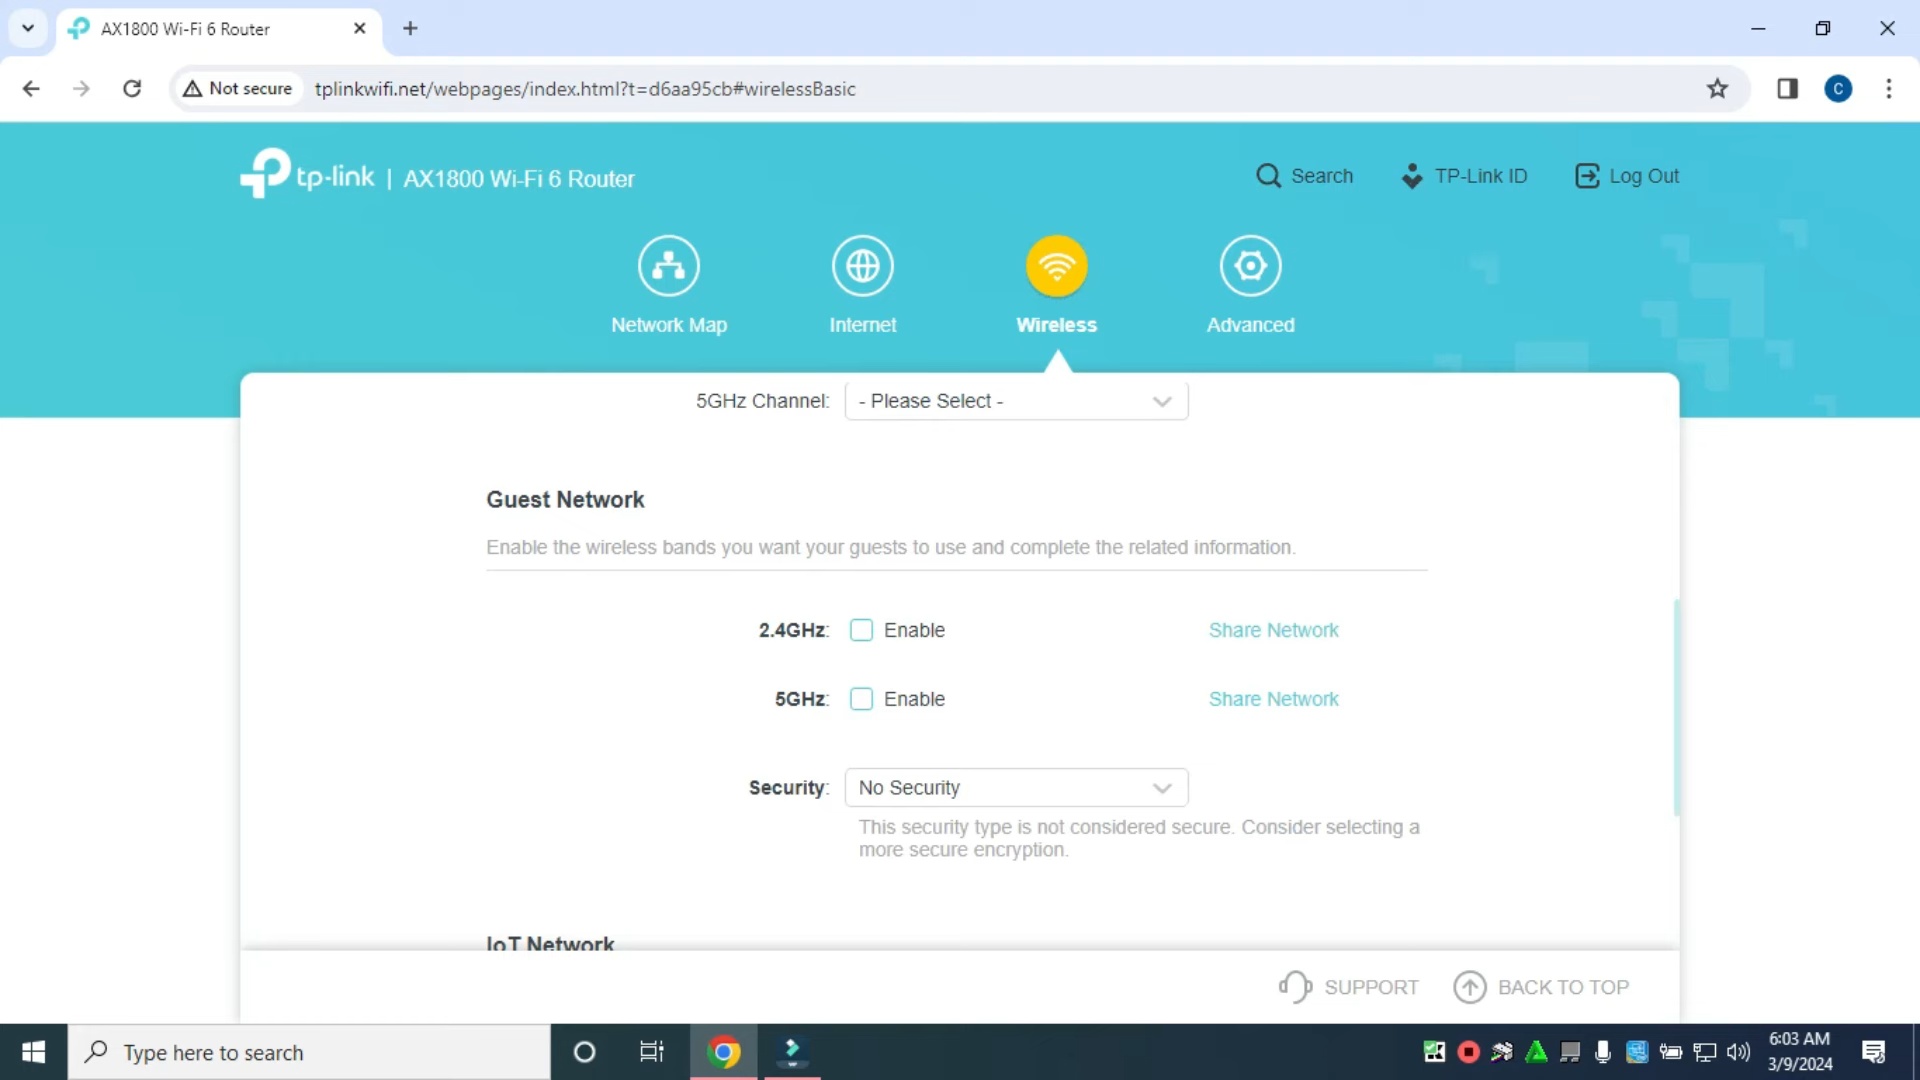 AX1800 Wi-Fi 6 Router
Not secure
tplinkwifi.net/webpages/index.html?t=d6aa95cb#wirelessBasic
C
tp-link | AX1800 Wi-Fi 6 Router
Search
TP-Link ID
Log Out
Network Map
Internet
Wireless
Advanced
5GHz Channel: - Please Select -
Guest Network
Enable the wireless bands you want your guests to use and complete the related information.
2.4GHz: Enable Share Network
5GHz: Enable Share Network
Security: No Security
This security type is not considered secure. Consider selecting a
more secure encryption.
IoT Network
SUPPORT
BACK TO TOP
Type here to search
6:03 AM
3/9/2024